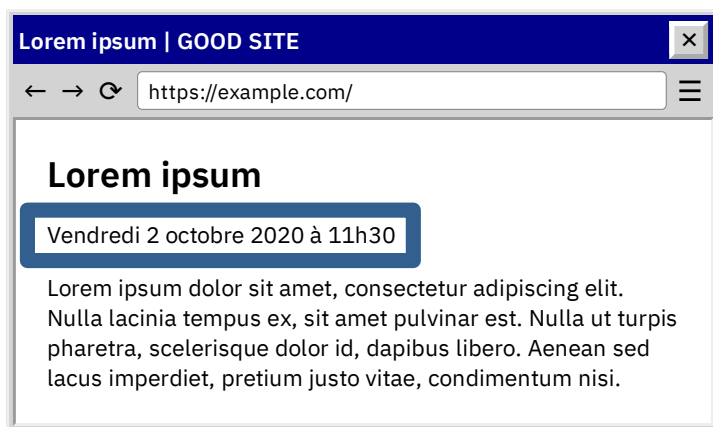 Lorem ipsum | GOOD SITE
https://example.com/
Lorem ipsum
Vendredi 2 octobre 2020 à 11h30
Lorem ipsum dolor sit amet, consectetur adipiscing elit.
Nulla lacinia tempus ex, sit amet pulvinar est. Nulla ut turpis
pharetra, scelerisque dolor id, dapibus libero. Aenean sed
lacus imperdiet, pretium justo vitae, condimentum nisi.